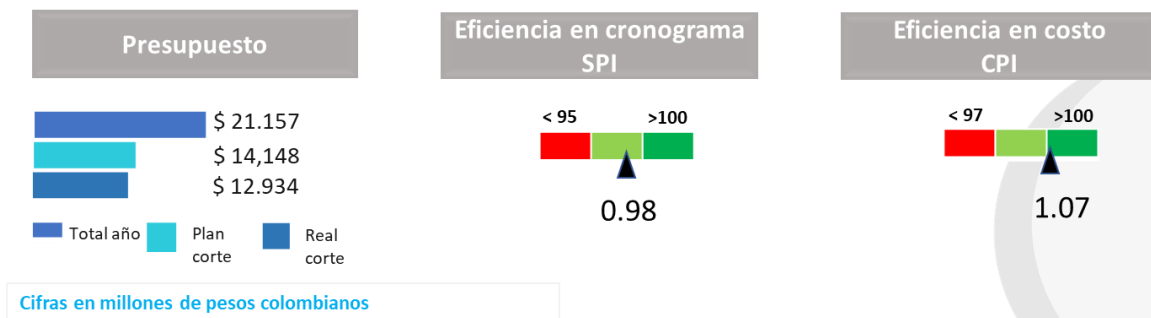 Presupuesto
$ 21.157
$ 14,148
$ 12.934
Total año
Plan
corte
Real
corte
Cifras en millones de pesos colombianos
Eficiencia en cronograma
SPI
< 95 >100
0.98
Eficiencia en costo
CPI
< 97 >100
1.07